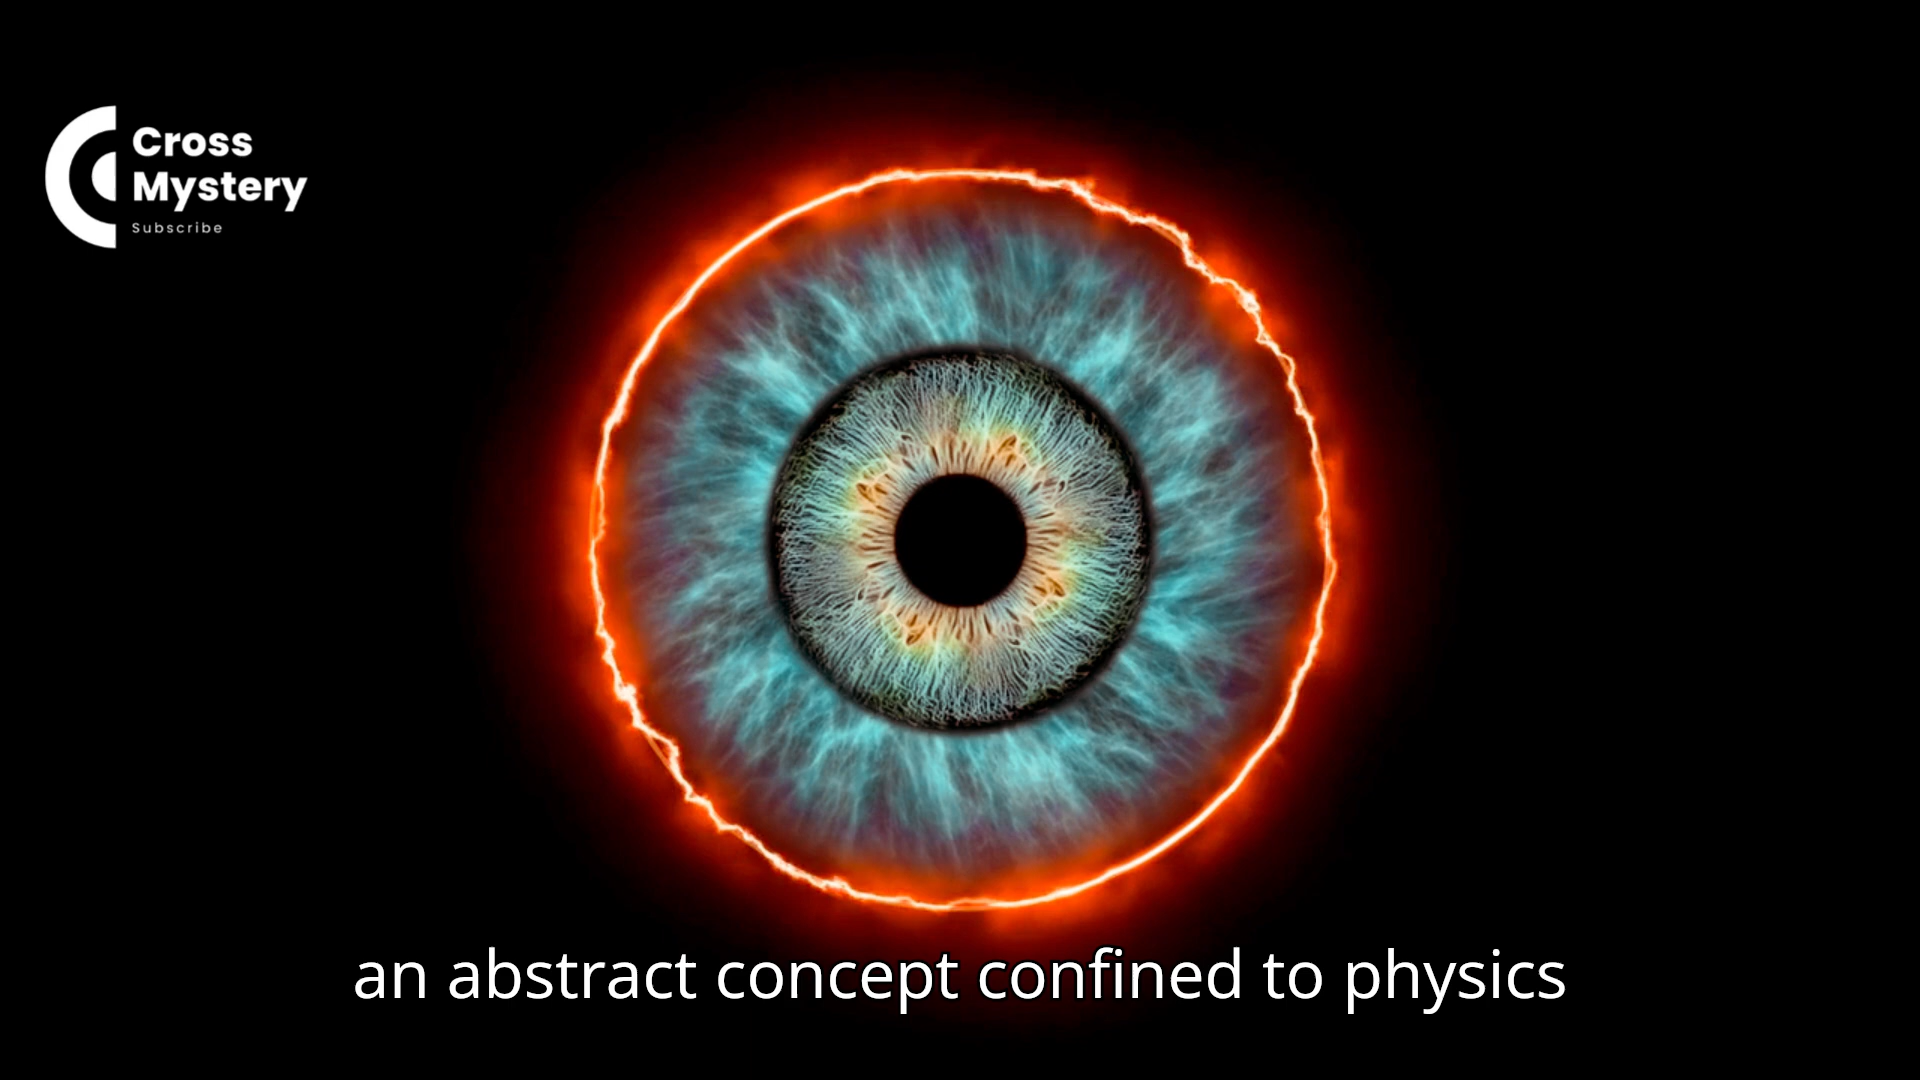 Cross
Mystery
Subscribe
an abstract concept confined to physics